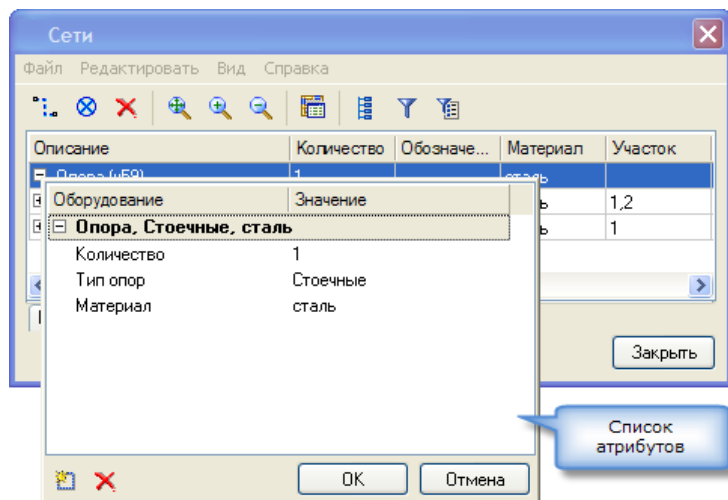 Сети
Файл Редактировать Вид Справка
Описание Количество Обозначе... Материал Участок
1,2
1
Оборудование Значение
Опора, Стоечные, сталь
Количество 1
Тип опор Стоечные
Материал сталь
Закрыть
Список
атрибутов
ОК Отмена